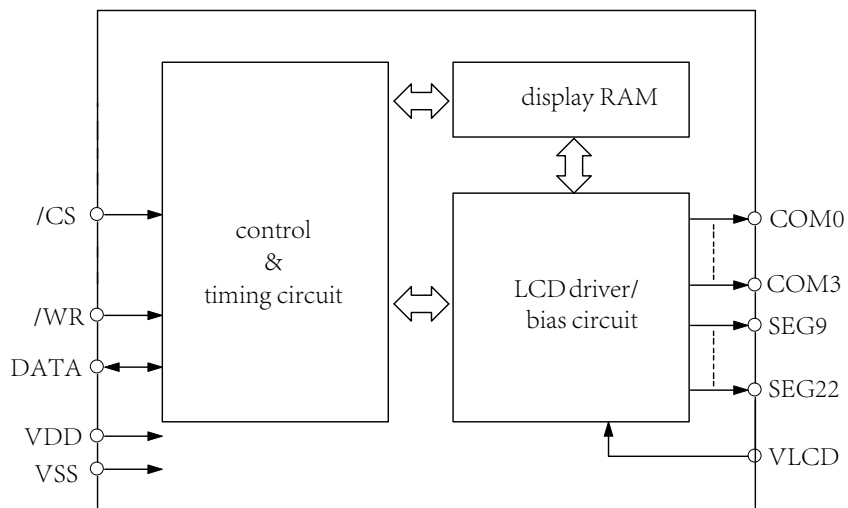 display RAM
/CS
COM0
control
&
timing circuit
COM3
LCD driver/
bias circuit
/WR
SEG9
DATA
SEG22
VDD
VLCD
VSS